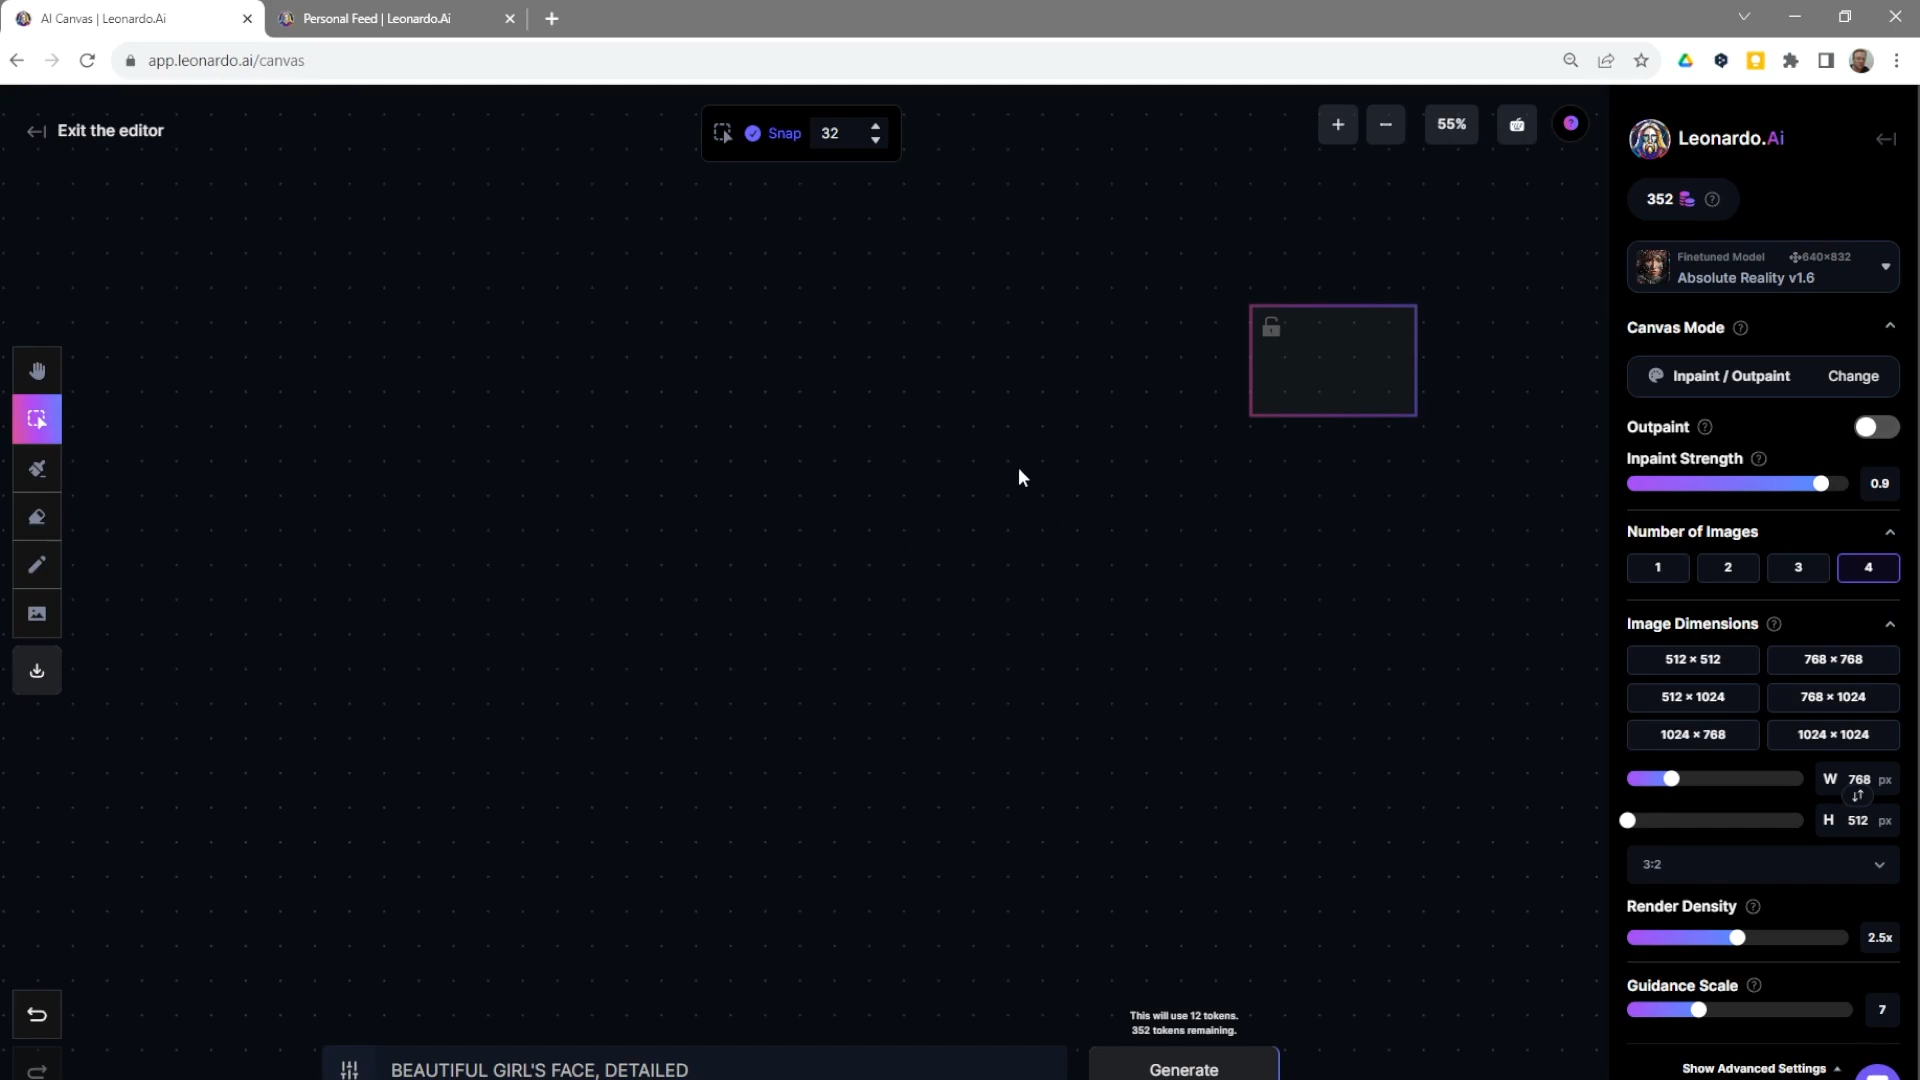 AI Canvas | Leonardo.Ai
Personal Feed | Leonardo.Ai
app.leonardo.ai/canvas
Exit the editor
Snap
32
55%
Leonardo.Ai
352
Finetuned Model
640×832
Absolute Reality v1.6
Canvas Mode
Inpaint / Outpaint
Change
Outpaint
Inpaint Strength
0.9
Number of Images
1
2
3
4
Image Dimensions
512 × 512
768 × 768
512 × 1024
768 × 1024
1024 × 768
1024 × 1024
W 768 px
H 512 px
3:2
Render Density
2.5x
Guidance Scale
7
This will use 12 tokens.
352 tokens remaining.
BEAUTIFUL GIRL'S FACE, DETAILED
Generate
Show Advanced Settings